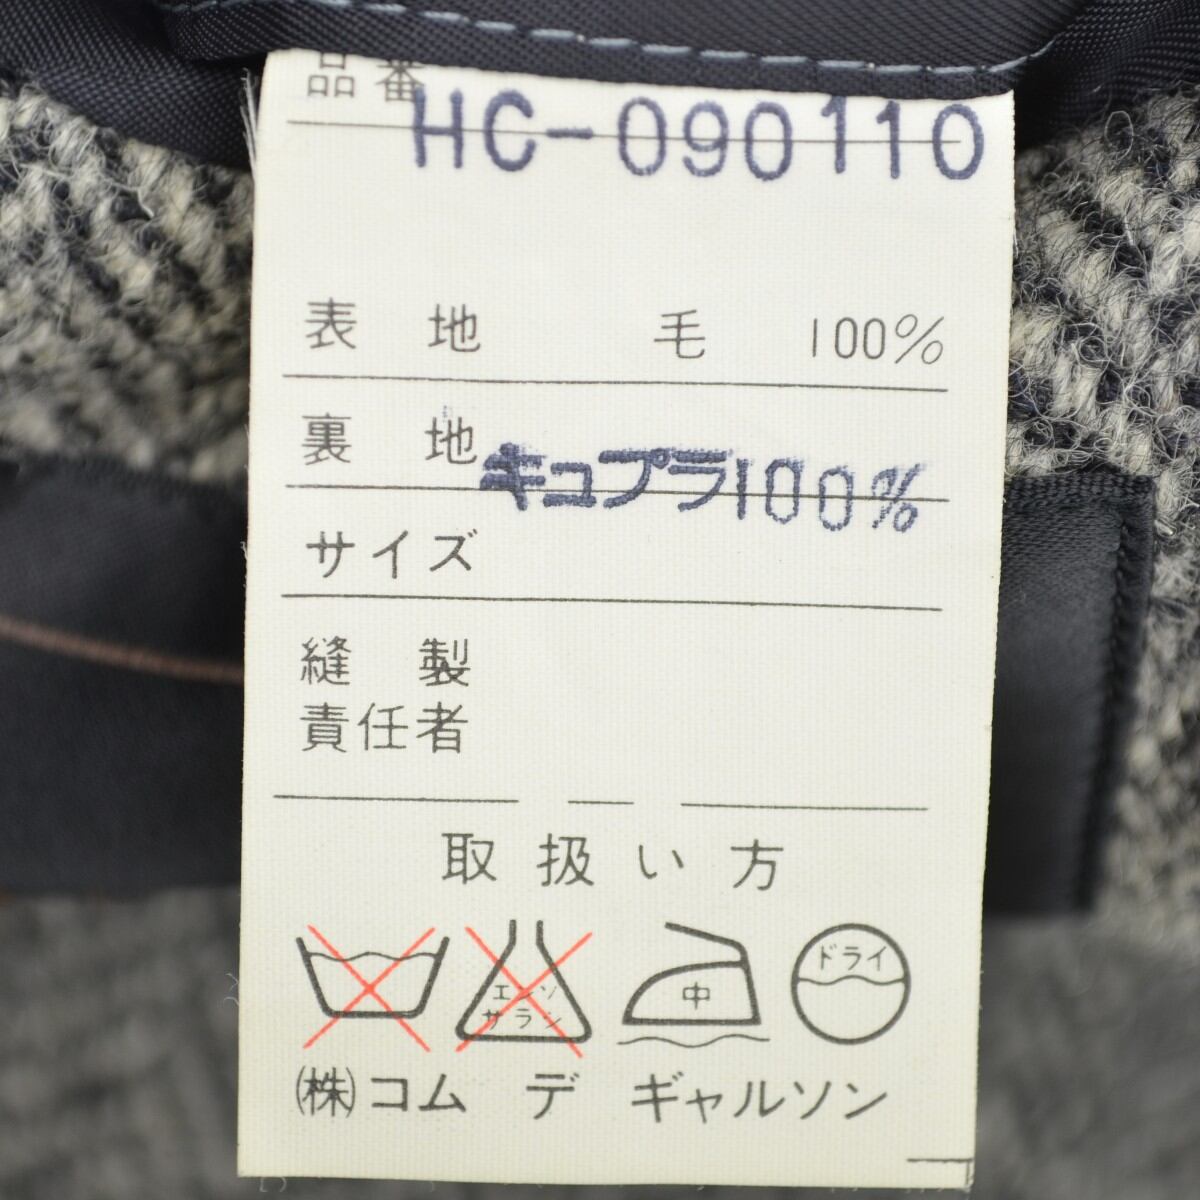 品番 HC-090110
表地 毛 100%
裏地 キュプラ100%
サイズ
縫製
責任者
取扱い方
エンソ
サラシ
中
ドライ
㈱コム デ ギャルソン